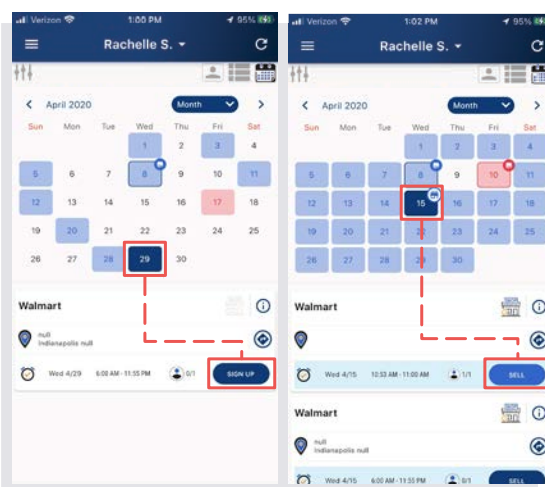 Verizon 1:00 PM 95%
Rachelle S.
April 2020 Month
Sun Mon Tue Wed Thu Fri Sat
1 2 3 4
5 6 7 8 9 10 11
12 13 14 15 16 17 18
19 20 21 22 23 24 25
26 27 28 29 30
Walmart
null
Indianapolis null
Wed 4/29 6:00 AM - 11:55 PM 0/1 SIGN UP
Verizon 1:02 PM 95%
Rachelle S.
April 2020 Month
Sun Mon Tue Wed Thu Fri Sat
1 2 3 4
5 6 7 8 9 10 11
12 13 14 15 16 17 18
19 20 21 22 23 24 25
26 27 28 29 30
Walmart
Wed 4/15 10:53 AM - 11:00 AM 1/1 SELL
Walmart
null
Indianapolis null
Wed 4/15 6:00 AM - 11:55 PM 0/1 SELL